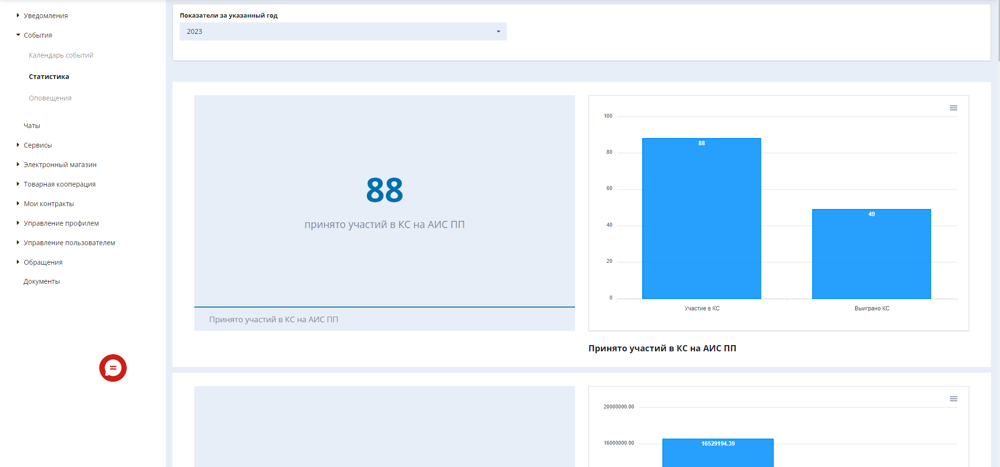 Уведомления
События
Календарь событий
Статистика
Оповещения
Чаты
Сервисы
Электронный магазин
Товарная кооперация
Мои контракты
Управление профилем
Управление пользователем
Обращения
Документы
Показатели за указанный год
2023
88
принято участий в КС на АИС ПП
Принято участий в КС на АИС ПП
100
80
60
40
20
0
88
49
Участие в КС
Выиграно КС
Принято участий в КС на АИС ПП
20000000.00
16000000.00
16529194.39